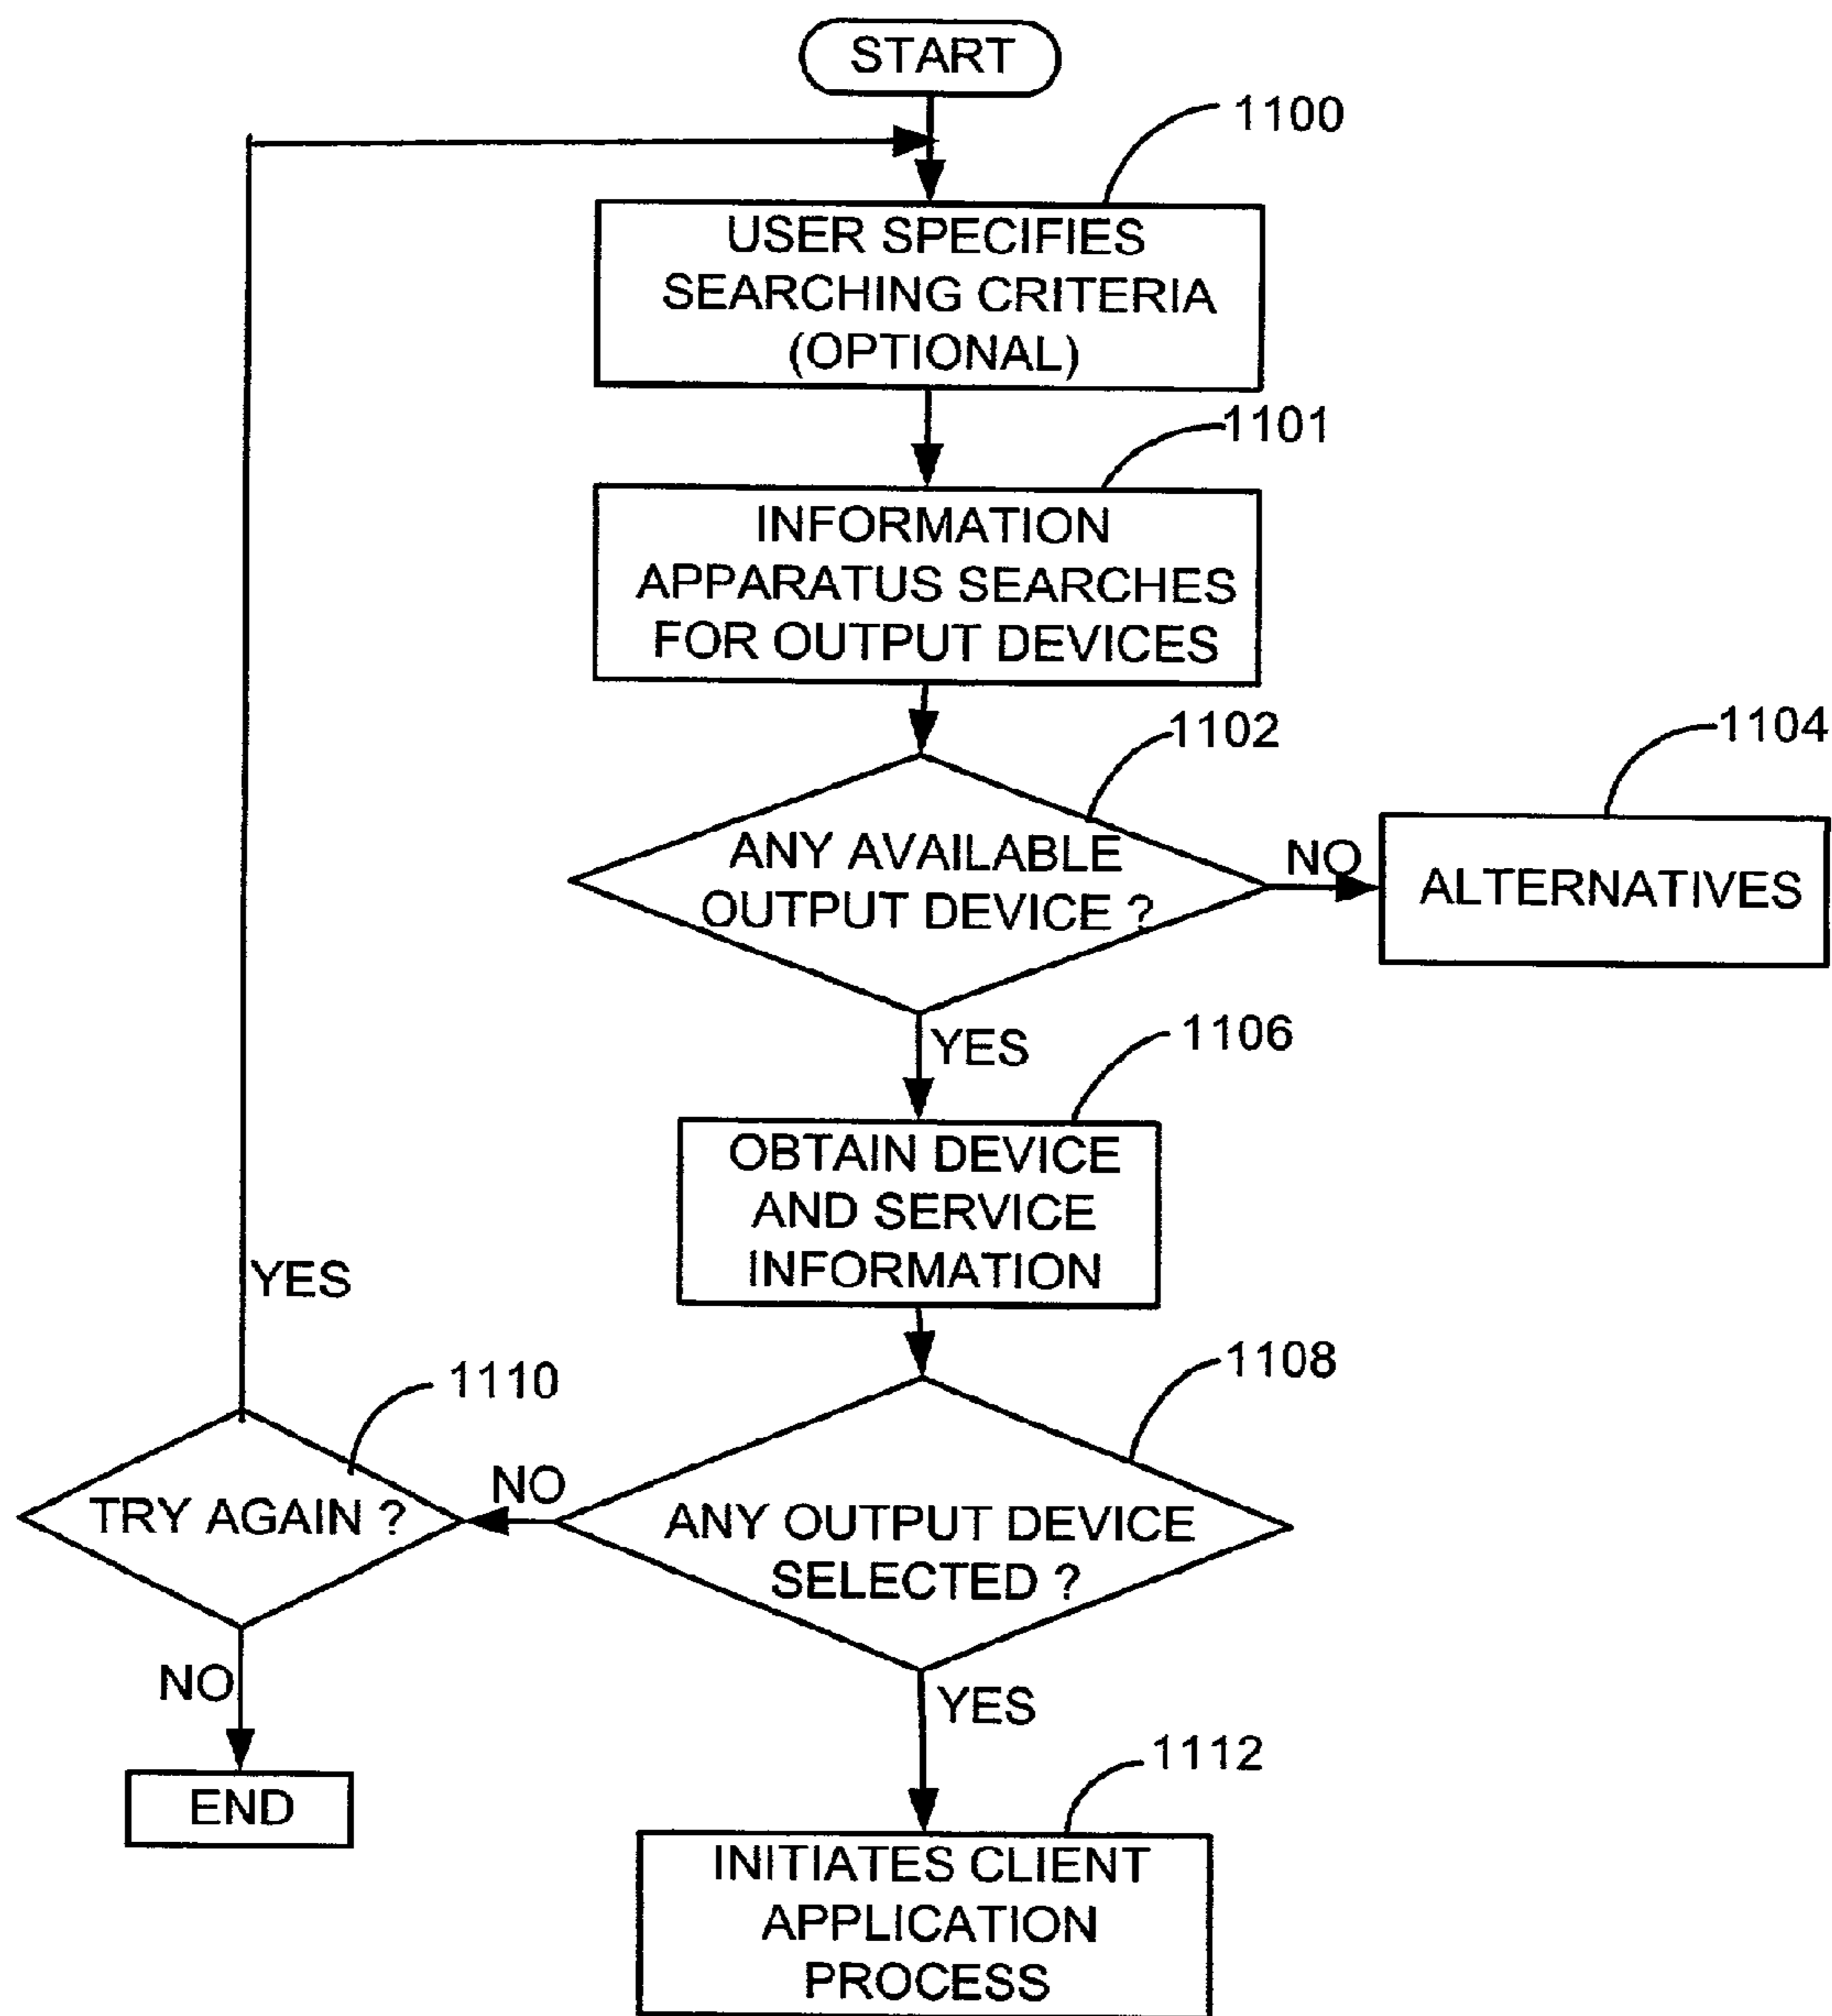 START
1100
USER SPECIFIES
SEARCHING CRITERIA
(OPTIONAL)
1101
INFORMATION
APPARATUS SEARCHES
FOR OUTPUT DEVICES
1102
1104
ANY AVAILABLE
OUTPUT DEVICE ?
NO
ALTERNATIVES
YES
1106
OBTAIN DEVICE
AND SERVICE
INFORMATION
YES
1108
1110
TRY AGAIN ?
NO
ANY OUTPUT DEVICE
SELECTED ?
NO
YES
END
1112
INITIATES CLIENT
APPLICATION
PROCESS